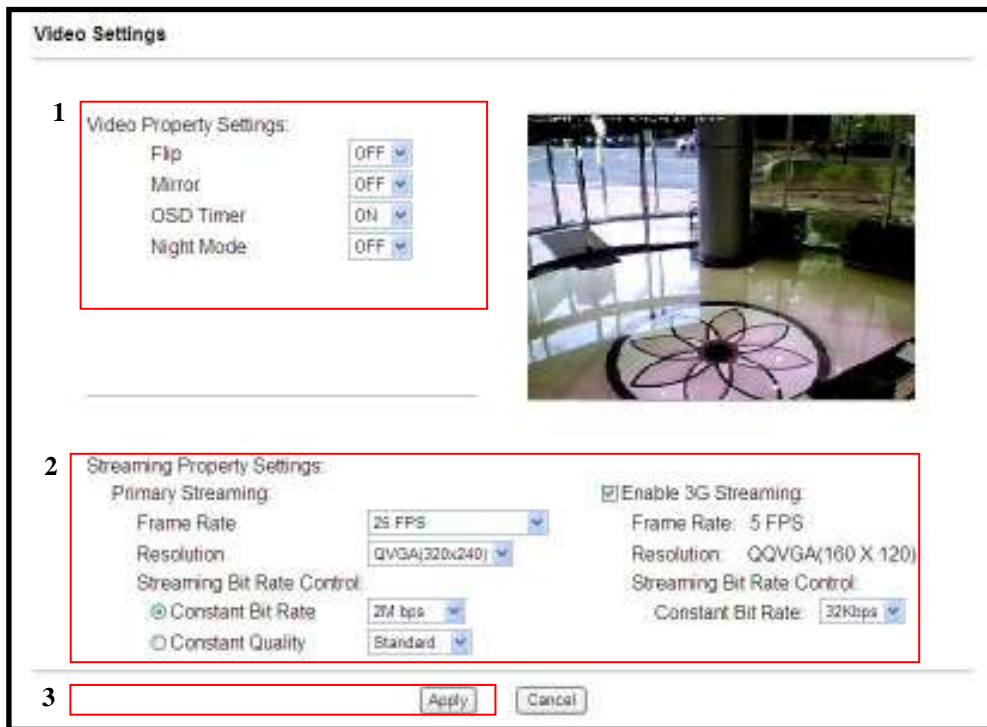 Video Settings
1
Video Property Settings:
Flip OFF
Mirror OFF
OSD Timer ON
Night Mode OFF
2
Streaming Property Settings:
Primary Streaming:
Frame Rate 25 FPS
Resolution QVGA(320x240)
Streaming Bit Rate Control:
Constant Bit Rate 2M bps
Constant Quality Standard
Enable 3G Streaming:
Frame Rate: 5 FPS
Resolution: QQVGA(160 X 120)
Streaming Bit Rate Control:
Constant Bit Rate: 32Kbps
3
Apply Cancel